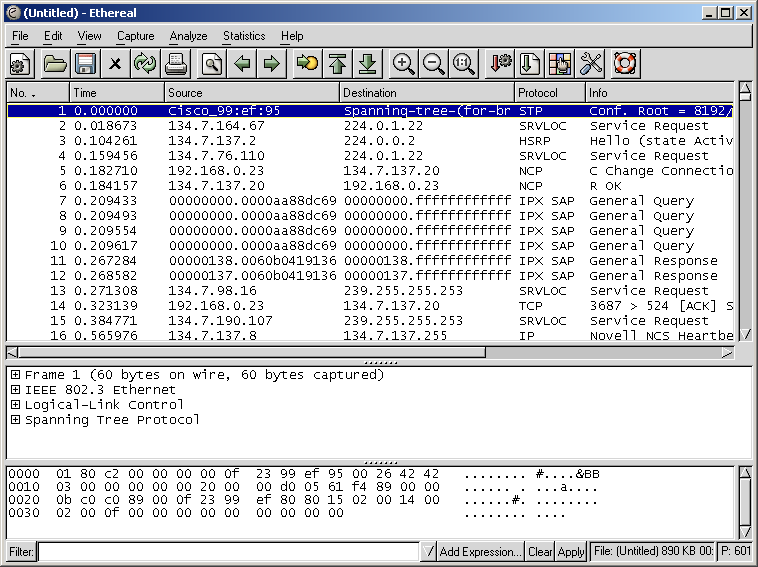 (Untitled) - Ethereal
File Edit View Capture Analyze Statistics Help
No. Time Source Destination Protocol Info
1 0.000000 Cisco_99:ef:95 Spanning-tree-(for-br STP Conf. Root = 8192/
2 0.018673 134.7.164.67 224.0.1.22 SRVLOC Service Request
3 0.104261 134.7.137.2 224.0.0.2 HSRP Hello (state Activ
4 0.159456 134.7.76.110 224.0.1.22 SRVLOC Service Request
5 0.182710 192.168.0.23 134.7.137.20 NCP C Change Connectio
6 0.184157 134.7.137.20 192.168.0.23 NCP R OK
7 0.209433 00000000.0000aa88dc69 00000000.ffffffffffff IPX SAP General Query
8 0.209493 00000000.0000aa88dc69 00000000.ffffffffffff IPX SAP General Query
9 0.209554 00000000.0000aa88dc69 00000000.ffffffffffff IPX SAP General Query
10 0.209617 00000000.0000aa88dc69 00000000.ffffffffffff IPX SAP General Query
11 0.267284 00000138.0060b0419136 00000138.ffffffffffff IPX SAP General Response
12 0.268582 00000137.0060b0419136 00000137.ffffffffffff IPX SAP General Response
13 0.271308 134.7.98.16 239.255.255.253 SRVLOC Service Request
14 0.323139 192.168.0.23 134.7.137.20 TCP 3687 > 524 [ACK] S
15 0.384771 134.7.190.107 239.255.255.253 SRVLOC Service Request
16 0.565976 134.7.137.8 134.7.137.255 IP Novell NCS Heartbe
Frame 1 (60 bytes on wire, 60 bytes captured)
IEEE 802.3 Ethernet
Logical-Link Control
Spanning Tree Protocol
0000 01 80 c2 00 00 00 00 0f 23 99 ef 95 00 26 42 42 ........ #....&BB
0010 03 00 00 00 00 00 20 00 00 d0 05 61 f4 89 00 00 ...... . ...a....
0020 0b c0 c0 89 00 0f 23 99 ef 80 80 15 02 00 14 00 ......#. ........
0030 02 00 0f 00 00 00 00 00 00 00 00 00 ........ ....
Filter: Add Expression... Clear Apply File: (Untitled) 890 KB 00: P: 601